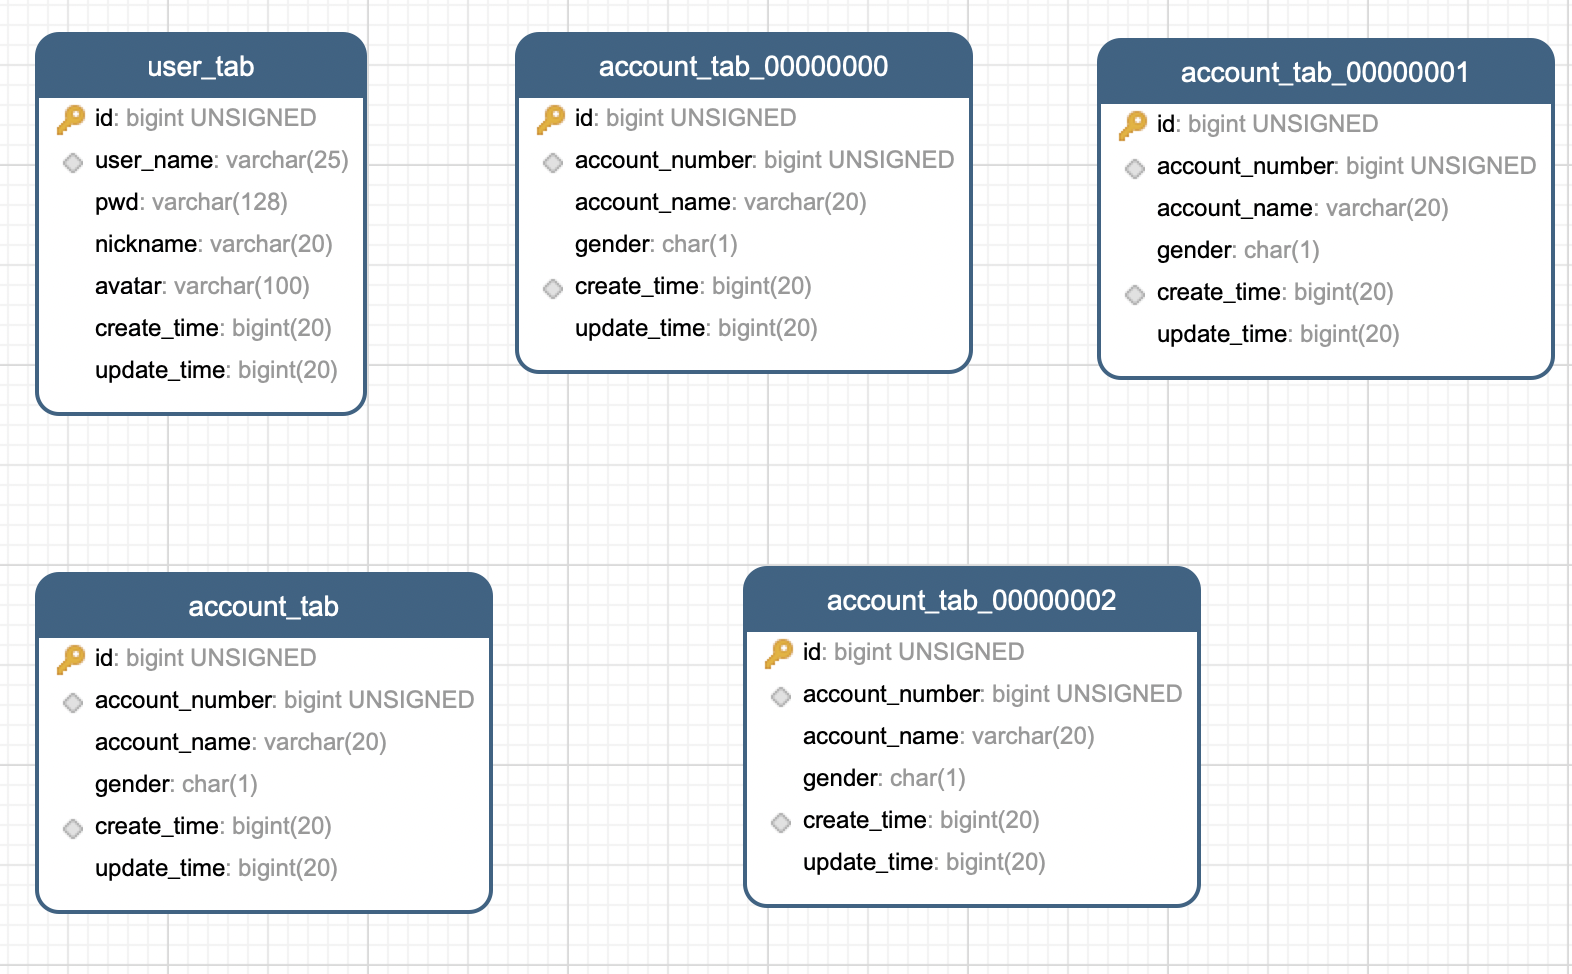 user_tab
id: bigint UNSIGNED
user_name: varchar(25)
pwd: varchar(128)
nickname: varchar(20)
avatar: varchar(100)
create_time: bigint(20)
update_time: bigint(20)
account_tab_00000000
id: bigint UNSIGNED
account_number: bigint UNSIGNED
account_name: varchar(20)
gender: char(1)
create_time: bigint(20)
update_time: bigint(20)
account_tab_00000001
id: bigint UNSIGNED
account_number: bigint UNSIGNED
account_name: varchar(20)
gender: char(1)
create_time: bigint(20)
update_time: bigint(20)
account_tab
id: bigint UNSIGNED
account_number: bigint UNSIGNED
account_name: varchar(20)
gender: char(1)
create_time: bigint(20)
update_time: bigint(20)
account_tab_00000002
id: bigint UNSIGNED
account_number: bigint UNSIGNED
account_name: varchar(20)
gender: char(1)
create_time: bigint(20)
update_time: bigint(20)